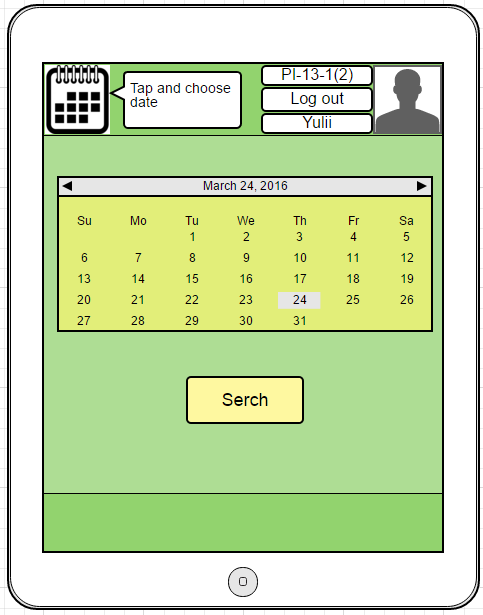 Tap and choose
date
PI-13-1(2)
Log out
Yulii
March 24, 2016
Su Mo Tu We Th Fr Sa
1 2 3 4 5
6 7 8 9 10 11 12
13 14 15 16 17 18 19
20 21 22 23 24 25 26
27 28 29 30 31
Serch